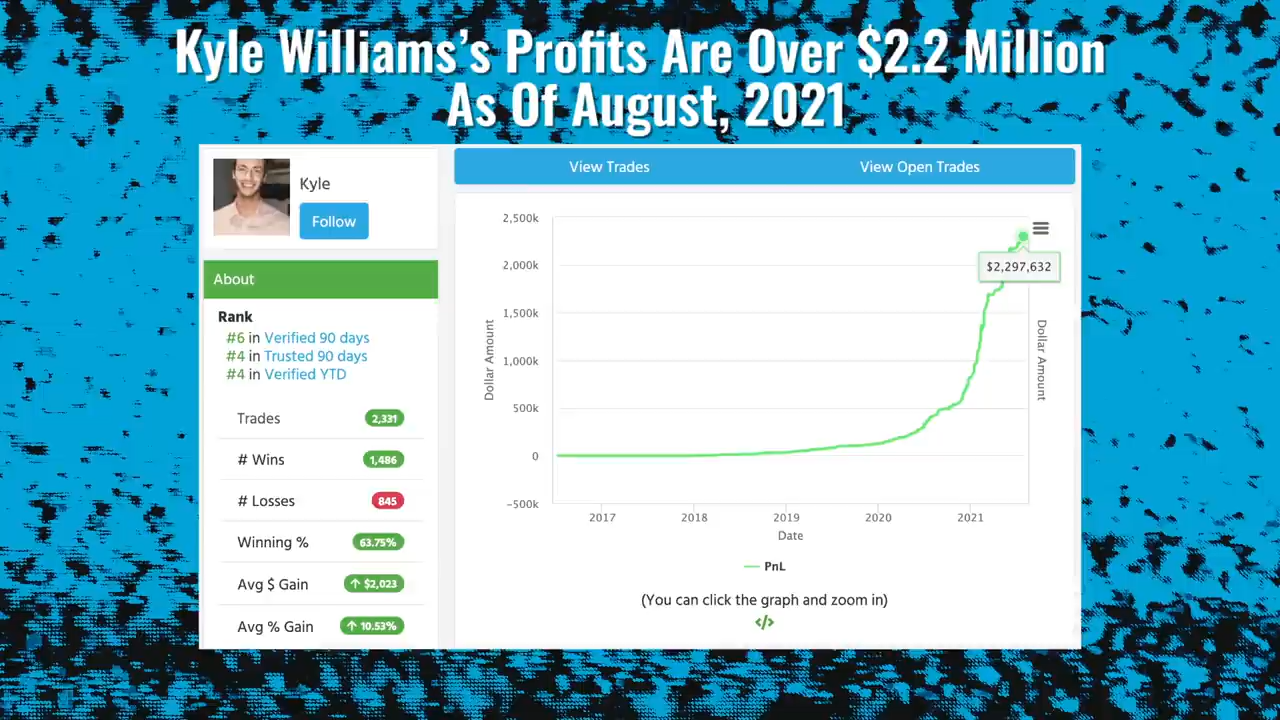 Kyle Williams's Profits Are Over $2.2 Million
As Of August, 2021
Kyle
Follow
About
Rank
#6 in Verified 90 days
#4 in Trusted 90 days
#4 in Verified YTD
Trades 2,331
# Wins 1,486
# Losses 845
Winning % 63.75%
Avg $ Gain ↑ $2,023
Avg % Gain ↑ 10.53%
View Trades View Open Trades
2,500k
2,000k
1,500k
1,000k
500k
0
-500k
Dollar Amount
$2,297,632
Dollar Amount
2017 2018 2019 2020 2021
Date
PnL
(You can click the graph and zoom in)
</>